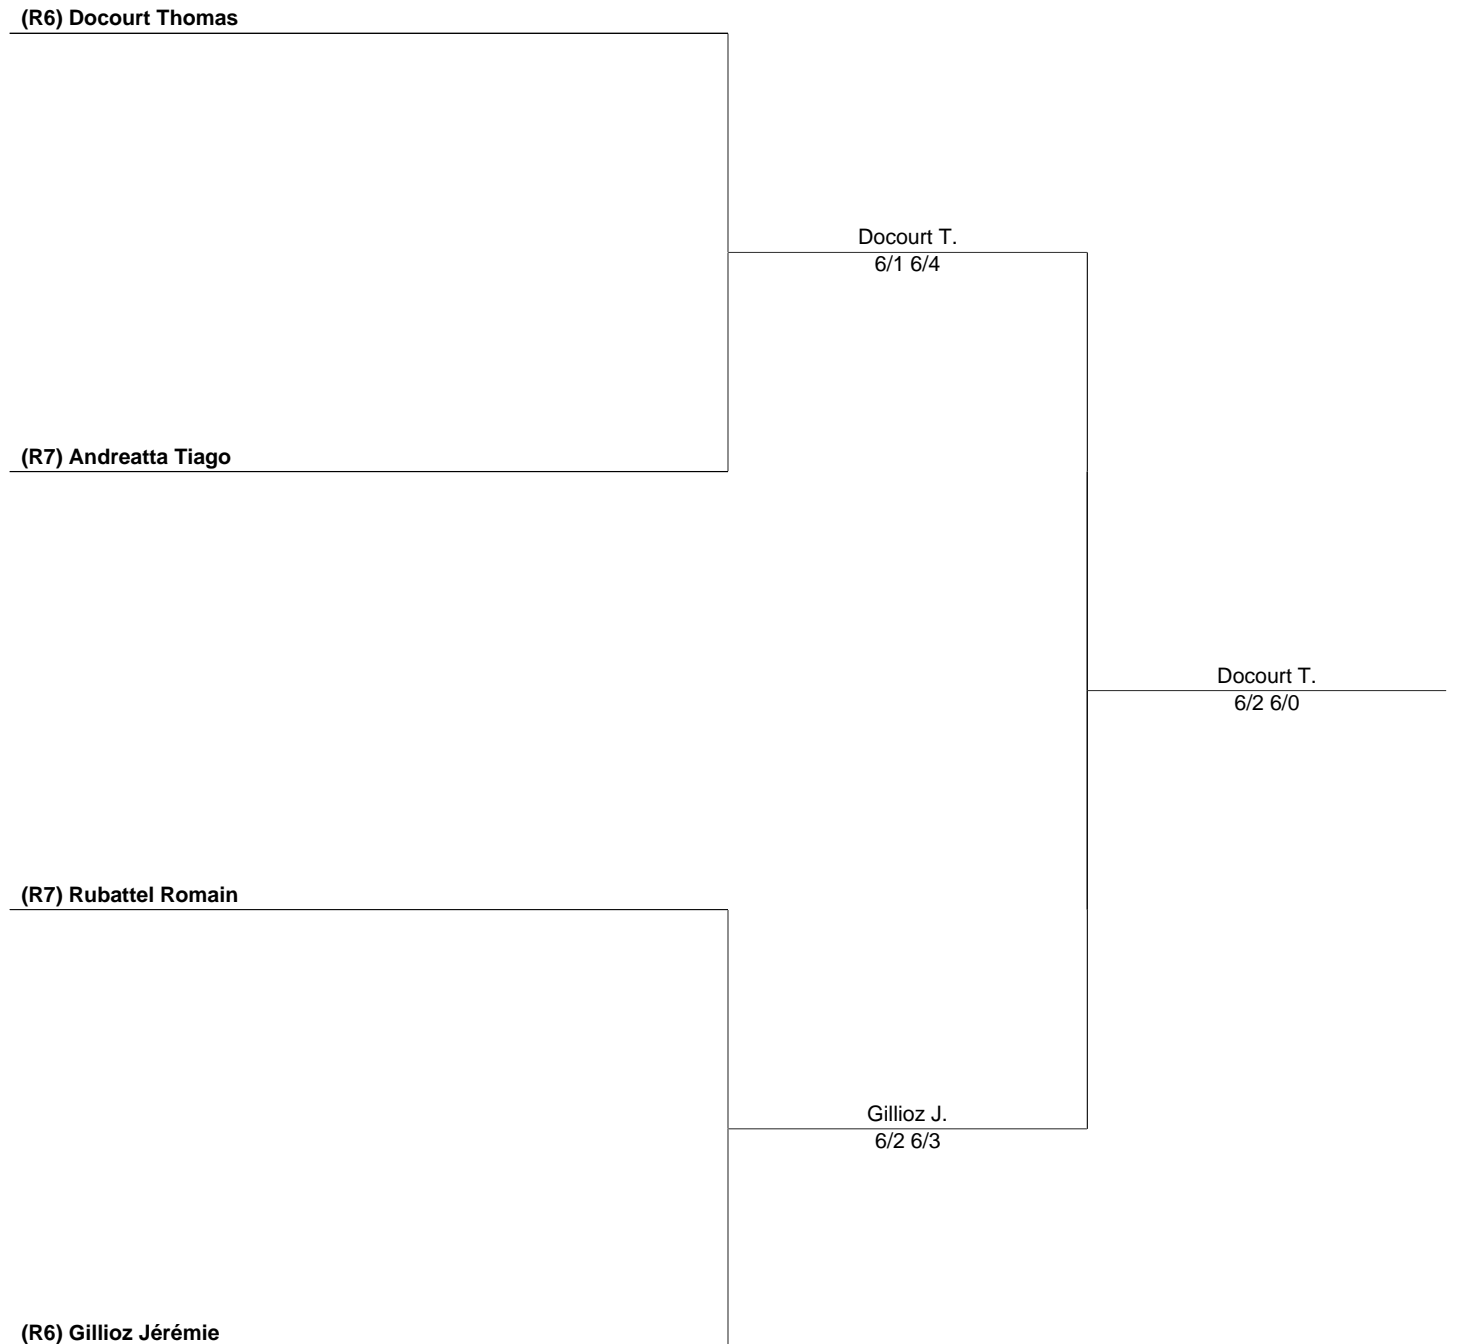 (R6) Docourt Thomas
Docourt T.
6/1 6/4
(R7) Andreatta Tiago
Docourt T.
6/2 6/0
(R7) Rubattel Romain
Gillioz J.
6/2 6/3
(R6) Gillioz Jérémie